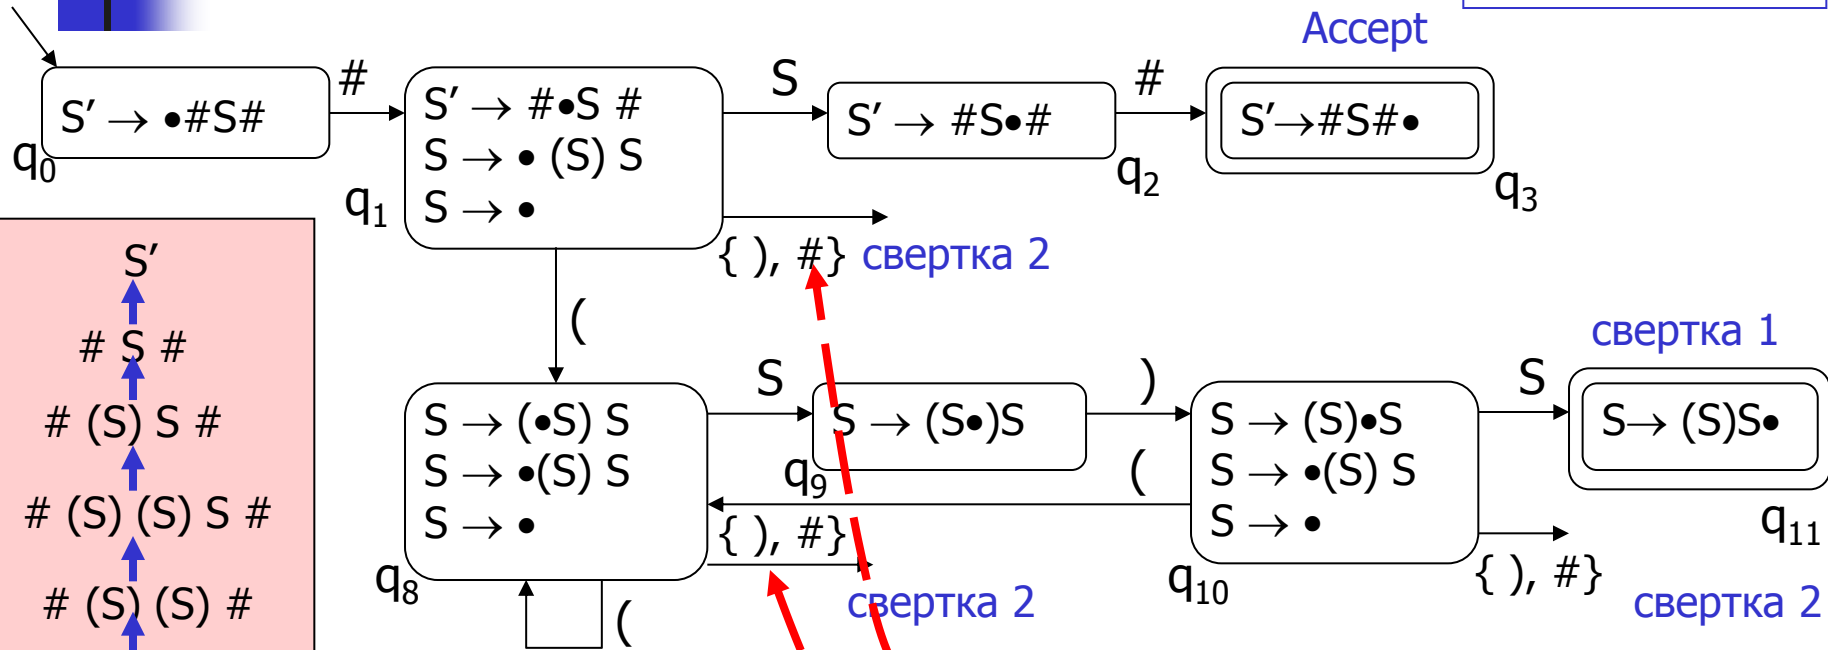 Accept
#
S
#
S′ → •#S#
q0
S′ → #•S #
S → • (S) S
S → •
q1
S′ → #S•#
q2
S′→#S#•
q3
{ ), #} свертка 2
(
S′
# S #
# (S) S #
# (S) (S) S #
# (S) (S) #
свертка 1
S
)
S
S → (•S) S
S → •(S) S
S → •
q8
S → (S•)S
q9
(
S → (S)•S
S → •(S) S
S → •
q10
S→ (S)S•
q11
{ ), #}
свертка 2
{ ), #}
свертка 2
(